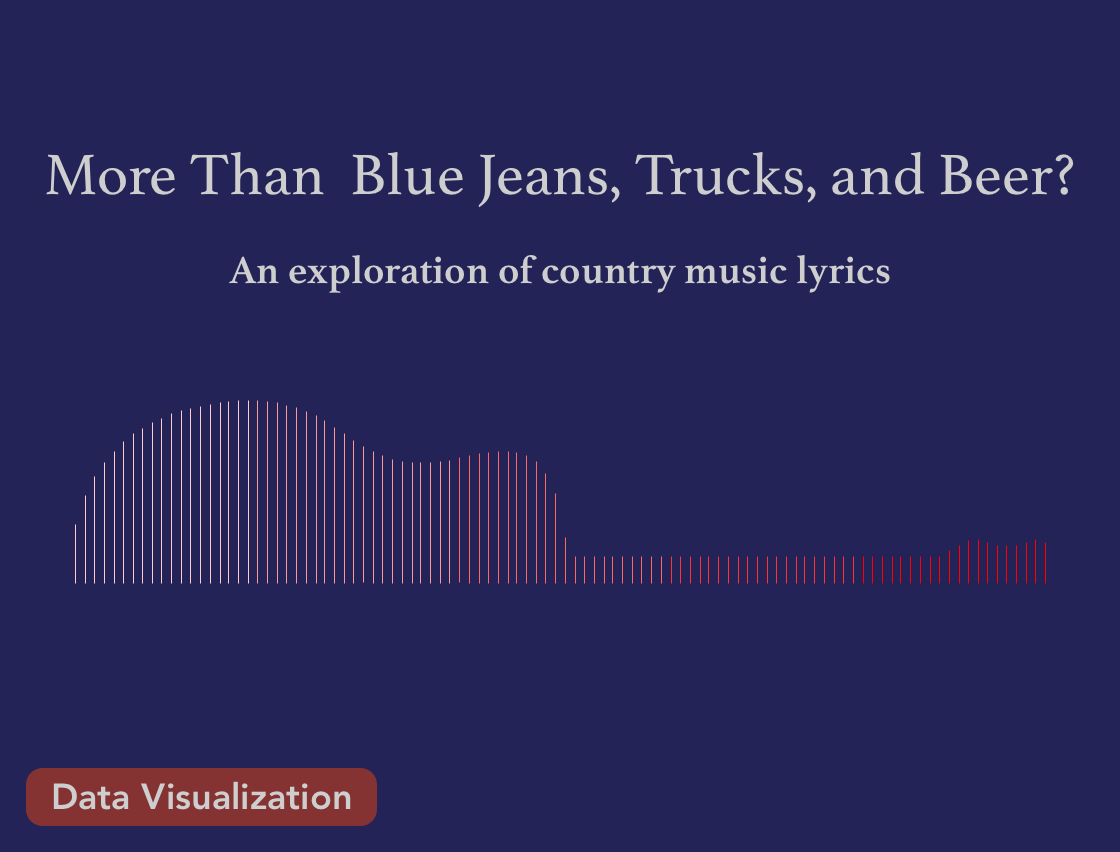 More Than  Blue Jeans, Trucks, and Beer?
An exploration of country music lyrics
Data Visualization